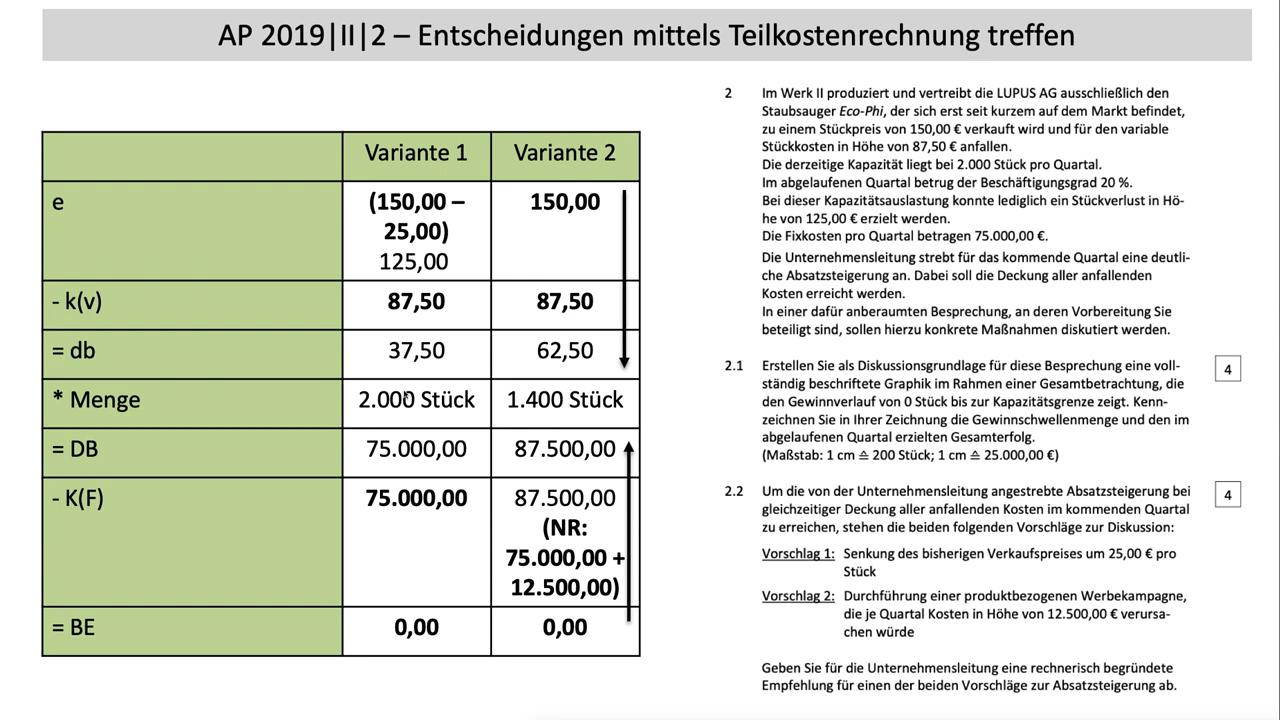 AP 2019|II|2 – Entscheidungen mittels Teilkostenrechnung treffen
Variante 1 Variante 2
e (150,00 – 25,00) 125,00 150,00
- k(v) 87,50 87,50
= db 37,50 62,50
* Menge 2.000 Stück 1.400 Stück
= DB 75.000,00 87.500,00
- K(F) 75.000,00 87.500,00 (NR: 75.000,00 + 12.500,00)
= BE 0,00 0,00
2 Im Werk II produziert und vertreibt die LUPUS AG ausschließlich den
Staubsauger Eco-Phi, der sich erst seit kurzem auf dem Markt befindet,
zu einem Stückpreis von 150,00 € verkauft wird und für den variable
Stückkosten in Höhe von 87,50 € anfallen.
Die derzeitige Kapazität liegt bei 2.000 Stück pro Quartal.
Im abgelaufenen Quartal betrug der Beschäftigungsgrad 20 %.
Bei dieser Kapazitätsauslastung konnte lediglich ein Stückverlust in Hö-
he von 125,00 € erzielt werden.
Die Fixkosten pro Quartal betragen 75.000,00 €.
Die Unternehmensleitung strebt für das kommende Quartal eine deutli-
che Absatzsteigerung an. Dabei soll die Deckung aller anfallenden
Kosten erreicht werden.
In einer dafür anberaumten Besprechung, an deren Vorbereitung Sie
beteiligt sind, sollen hierzu konkrete Maßnahmen diskutiert werden.
2.1 Erstellen Sie als Diskussionsgrundlage für diese Besprechung eine voll- 4
ständig beschriftete Graphik im Rahmen einer Gesamtbetrachtung, die
den Gewinnverlauf von 0 Stück bis zur Kapazitätsgrenze zeigt. Kenn-
zeichnen Sie in Ihrer Zeichnung die Gewinnschwellenmenge und den im
abgelaufenen Quartal erzielten Gesamterfolg.
(Maßstab: 1 cm ≙ 200 Stück; 1 cm ≙ 25.000,00 €)
2.2 Um die von der Unternehmensleitung angestrebte Absatzsteigerung bei 4
gleichzeitiger Deckung aller anfallenden Kosten im kommenden Quartal
zu erreichen, stehen die beiden folgenden Vorschläge zur Diskussion:
Vorschlag 1: Senkung des bisherigen Verkaufspreises um 25,00 € pro
Stück
Vorschlag 2: Durchführung einer produktbezogenen Werbekampagne,
die je Quartal Kosten in Höhe von 12.500,00 € verursa-
chen würde
Geben Sie für die Unternehmensleitung eine rechnerisch begründete
Empfehlung für einen der beiden Vorschläge zur Absatzsteigerung ab.